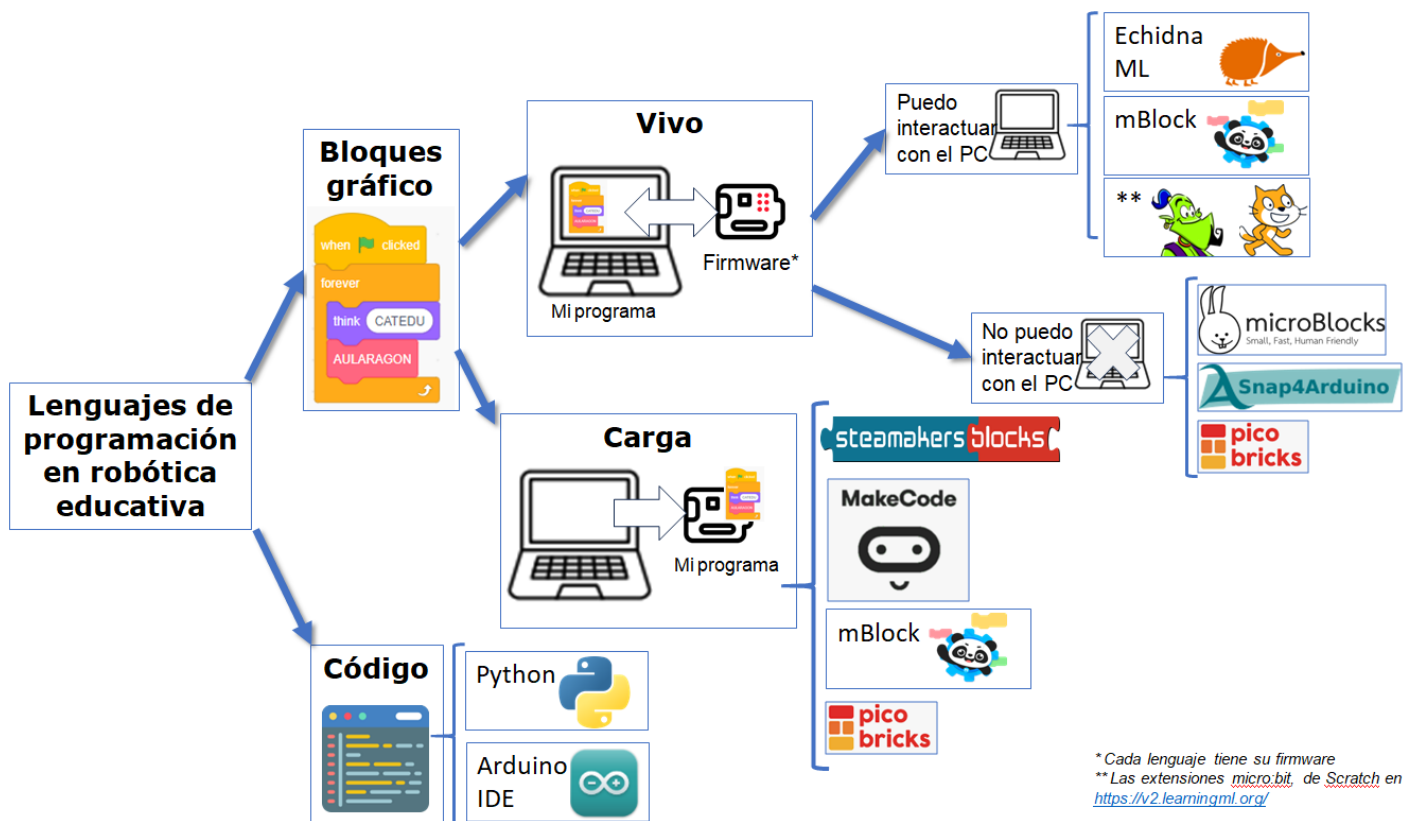 Lenguajes de
programación
en robótica
educativa
Bloques
gráfico
when clicked
forever
think CATEDU
AULARAGON
Vivo
Firmware*
Mi programa
Puedo
interactuar
con el PC
Echidna
ML
mBlock
**
No puedo
interactuar
con el PC
microBlocks
Small, Fast, Human Friendly
Snap4Arduino
pico
bricks
Carga
Mi programa
steamakers blocks
MakeCode
mBlock
pico
bricks
Código
Python
Arduino
IDE
* Cada lenguaje tiene su firmware
** Las extensiones micro:bit, de Scratch en
https://v2.learningml.org/